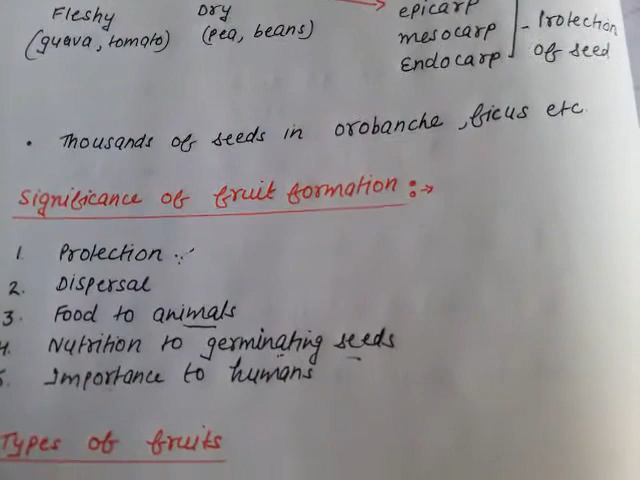 Fleshy Dry epicarp
(guava, tomato) (pea, beans) mesocarp - Protection
Endocarp of seed
• Thousands of seeds in orobanche, ficus etc.
Significance of fruit formation :→
1. Protection
2. Dispersal
3. Food to animals
4. Nutrition to germinating seeds
5. Importance to humans
Types of fruits